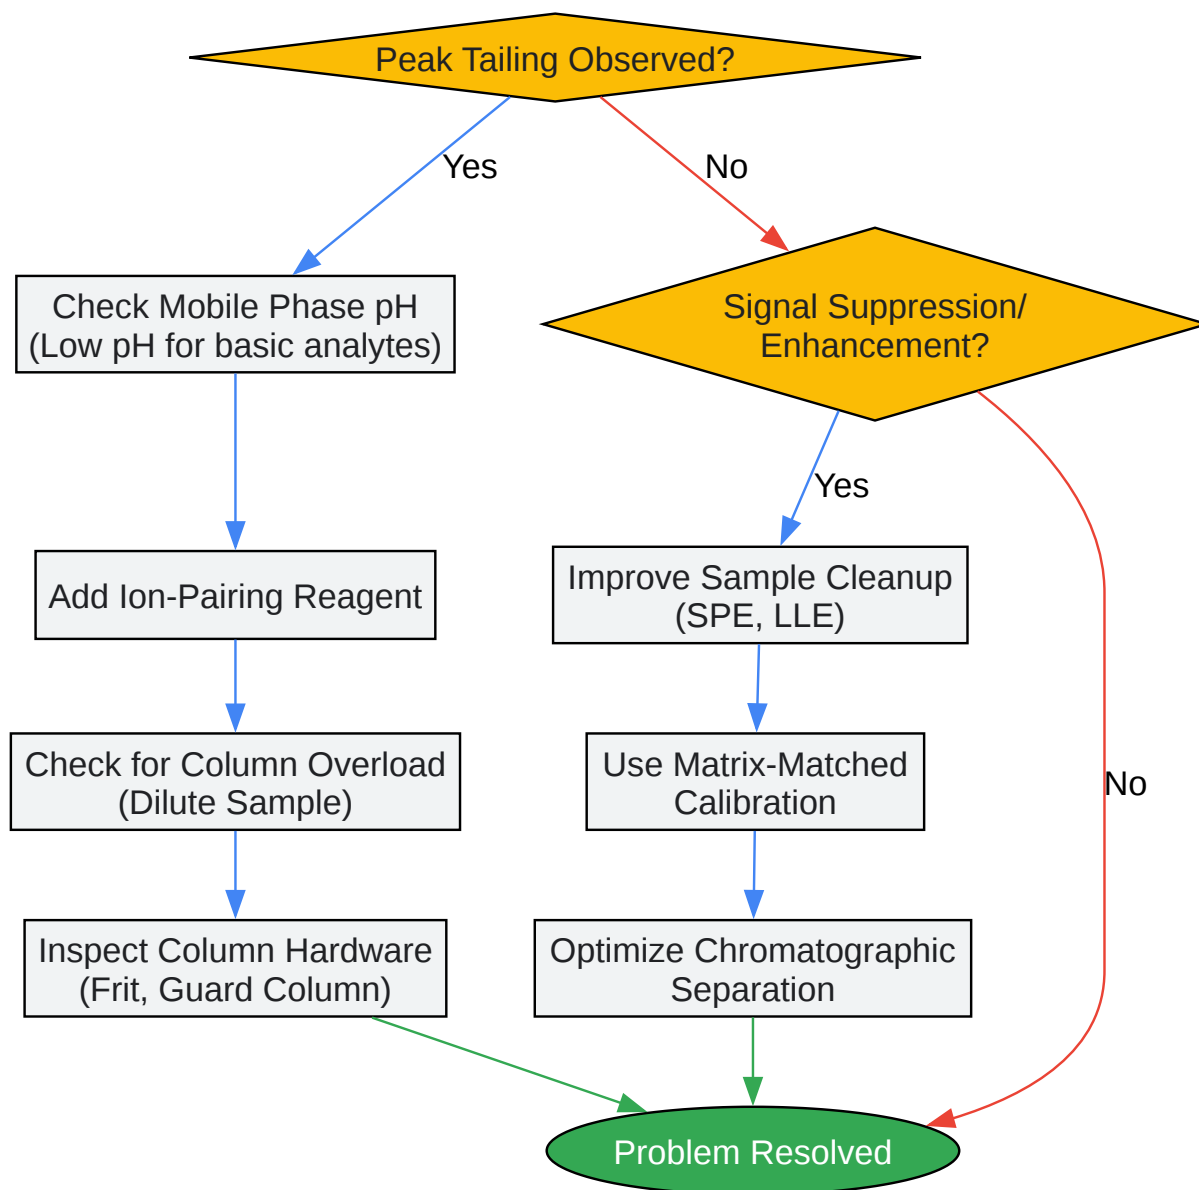 Peak Tailing Observed?
Yes
No
Check Mobile Phase pH
(Low pH for basic analytes)
Signal Suppression/
Enhancement?
Yes
Add Ion-Pairing Reagent
Improve Sample Cleanup
(SPE, LLE)
Check for Column Overload
(Dilute Sample)
Use Matrix-Matched
Calibration
No
Inspect Column Hardware
(Frit, Guard Column)
Optimize Chromatographic
Separation
Problem Resolved